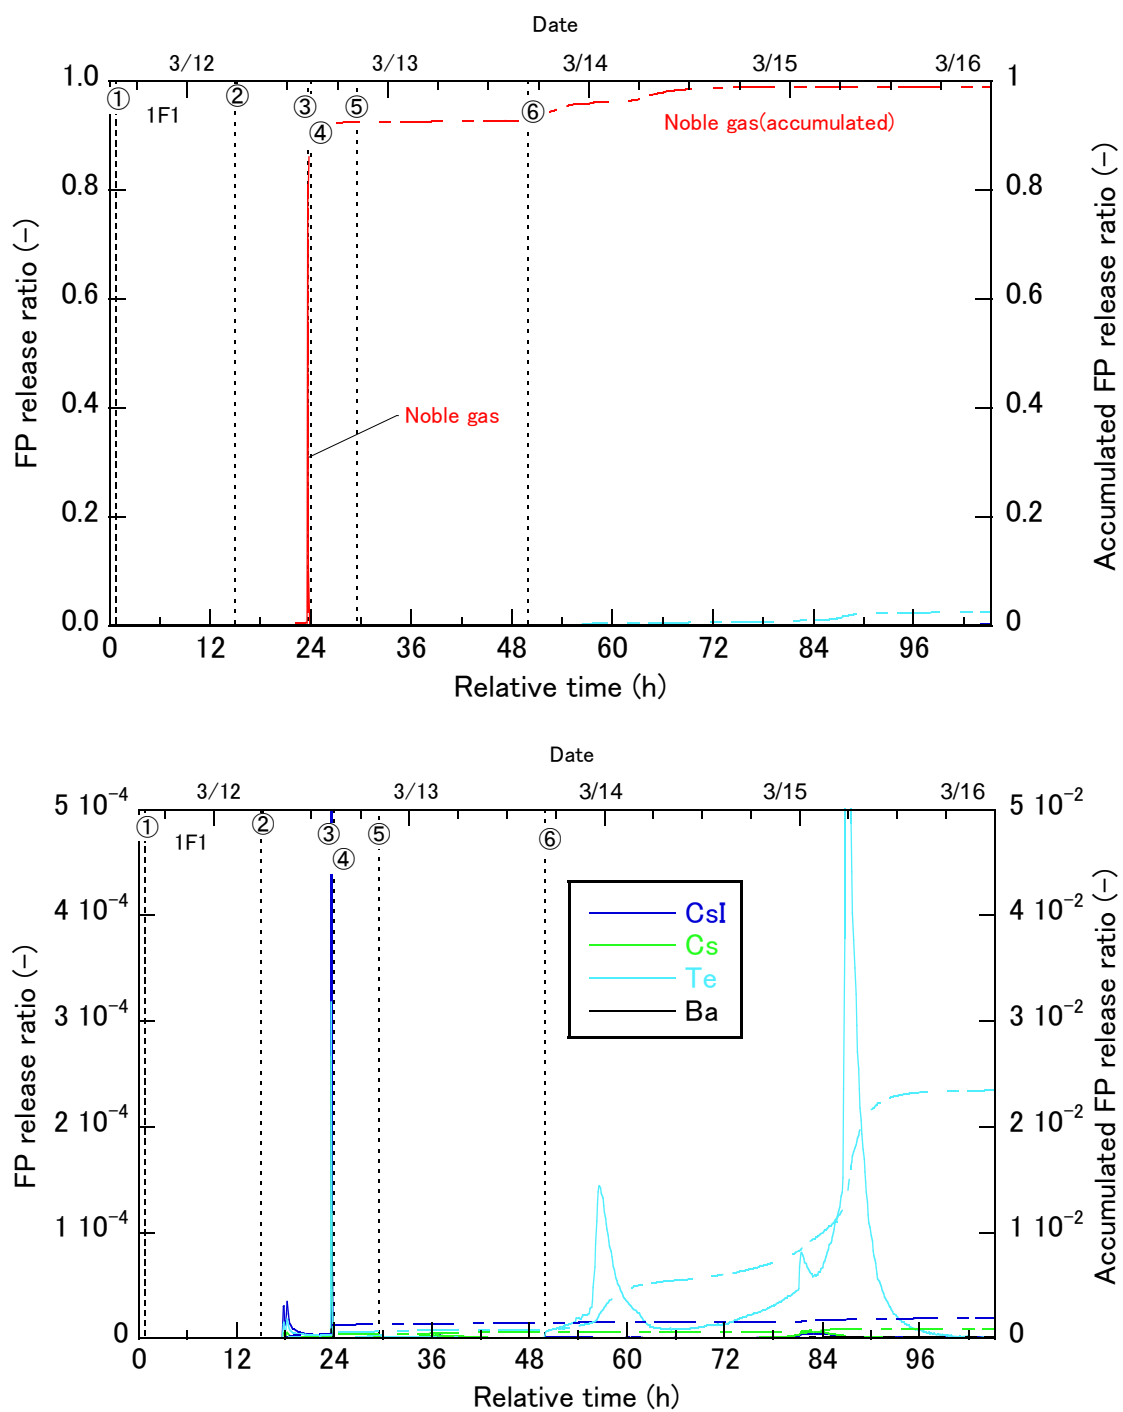 Date
3/12 3/13 3/14 3/15 3/16
1.0 1
① ② ③ ④ ⑤ ⑥
1F1
Noble gas(accumulated)
0.8 0.8
0.6 0.6
0.4 0.4
Noble gas
0.2 0.2
0.0 0
0 12 24 36 48 60 72 84 96
Relative time (h)
FP release ratio (-)
Accumulated FP release ratio (-)
Date
3/12 3/13 3/14 3/15 3/16
5 10⁻⁴ 5 10⁻²
① ② ③ ④ ⑤ ⑥
1F1
4 10⁻⁴ 4 10⁻²
CsI
Cs
Te
Ba
3 10⁻⁴ 3 10⁻²
2 10⁻⁴ 2 10⁻²
1 10⁻⁴ 1 10⁻²
0 0
0 12 24 36 48 60 72 84 96
Relative time (h)
FP release ratio (-)
Accumulated FP release ratio (-)